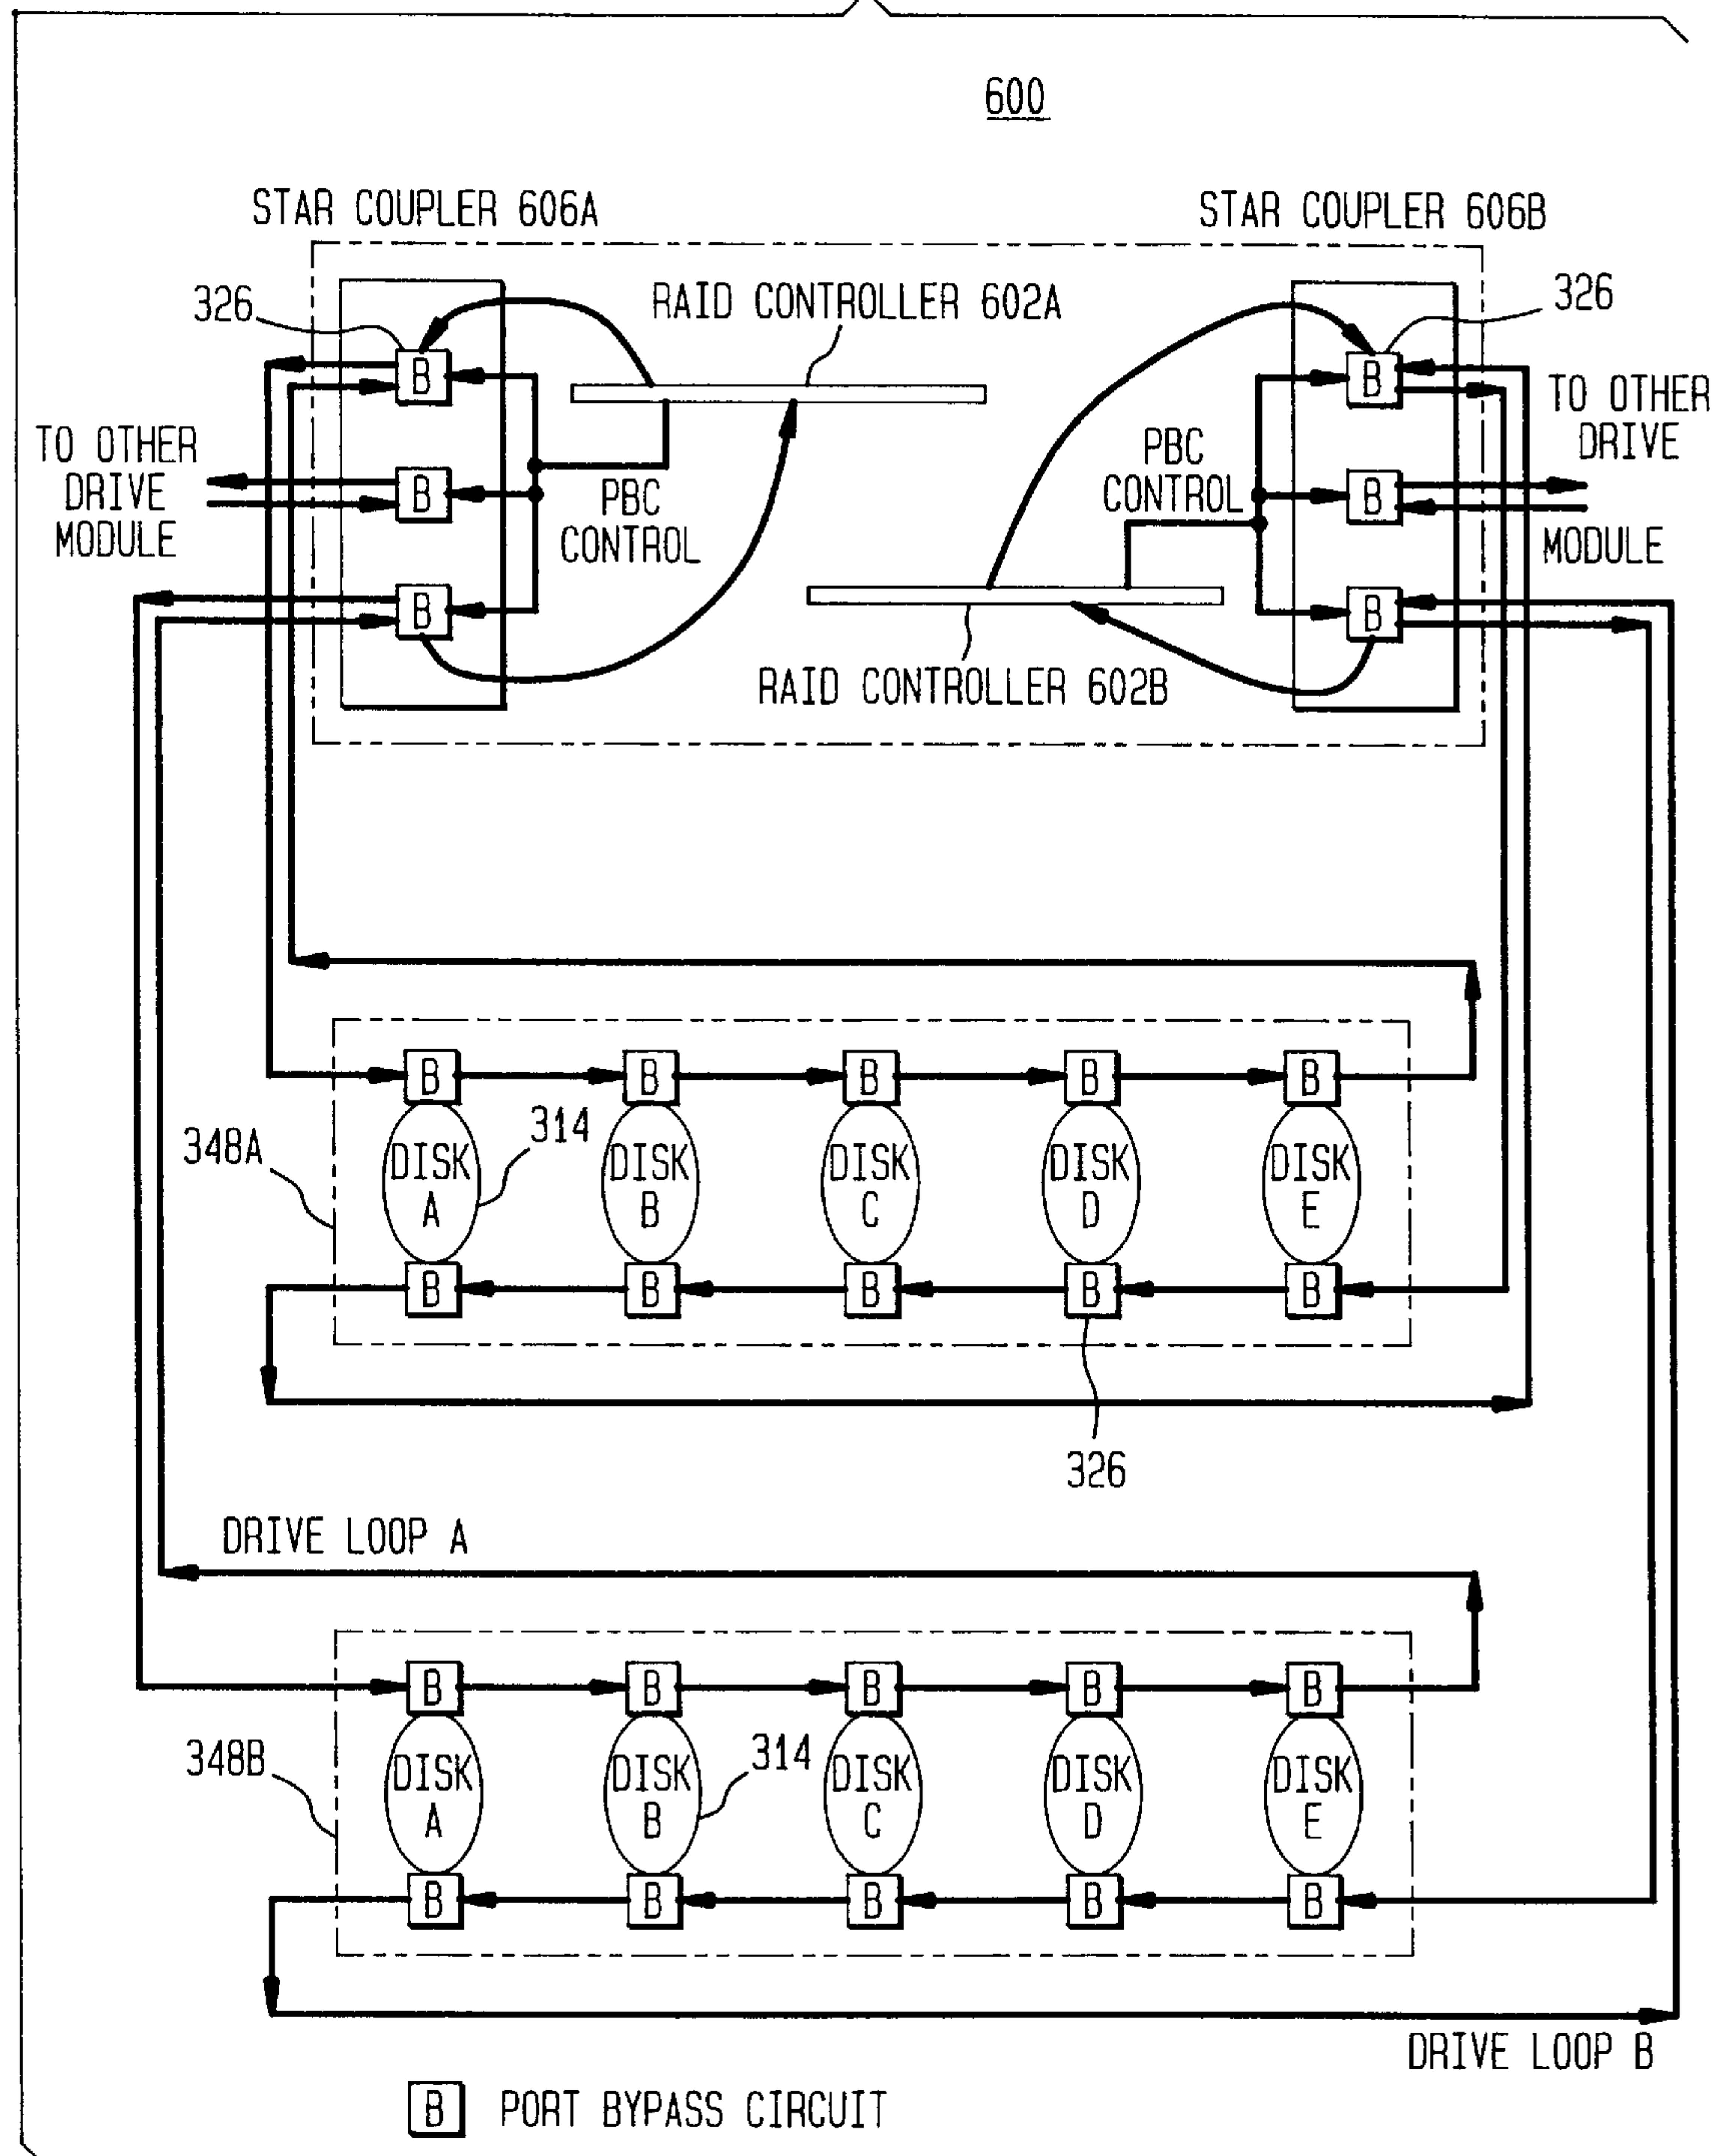 600
STAR COUPLER 606A
STAR COUPLER 606B
326
RAID CONTROLLER 602A
326
B
B
TO OTHER
DRIVE
MODULE
B
PBC
CONTROL
PBC
CONTROL
B
TO OTHER
DRIVE
MODULE
B
B
RAID CONTROLLER 602B
B B B B B
348A
314
DISK
A
DISK
B
DISK
C
DISK
D
DISK
E
B B B B B
326
DRIVE LOOP A
B B B B B
348B
314
DISK
A
DISK
B
DISK
C
DISK
D
DISK
E
B B B B B
DRIVE LOOP B
B PORT BYPASS CIRCUIT